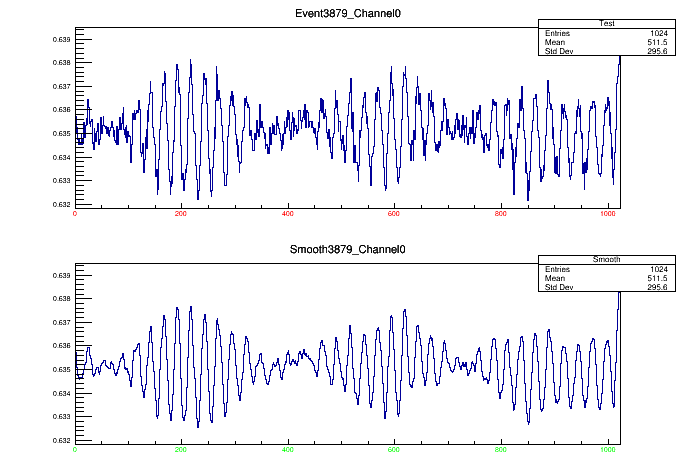 Event3879_Channel0
Test
Entries 1024
Mean 511.5
Std Dev 295.6
0.639
0.638
0.637
0.636
0.635
0.634
0.633
0.632
0 200 400 600 800 1000
Smooth3879_Channel0
Smooth
Entries 1024
Mean 511.5
Std Dev 295.6
0.639
0.638
0.637
0.636
0.635
0.634
0.633
0.632
0 200 400 600 800 1000